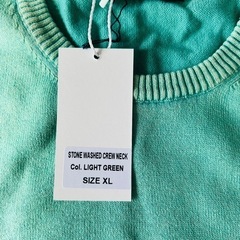 STONE WASHED CREW NECK
Col. LIGHT GREEN
SIZE XL